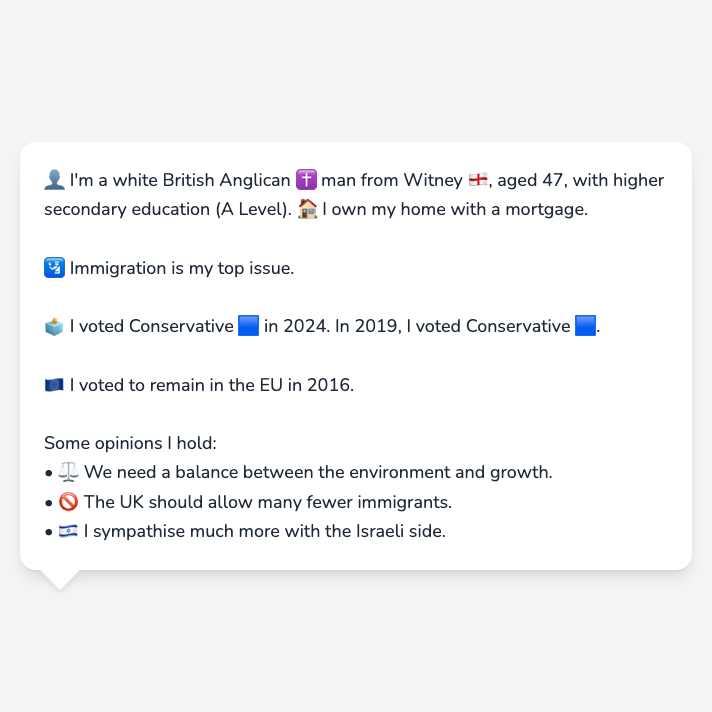 👤 I'm a white British Anglican ✝️ man from Witney 🏴󠁧󠁢󠁥󠁮󠁧󠁿, aged 47, with higher
secondary education (A Level). 🏠 I own my home with a mortgage.
🛂 Immigration is my top issue.
🗳️ I voted Conservative 🟦 in 2024. In 2019, I voted Conservative 🟦.
🇪🇺 I voted to remain in the EU in 2016.
Some opinions I hold:
• ⚖️ We need a balance between the environment and growth.
• 🚫 The UK should allow many fewer immigrants.
• 🇮🇱 I sympathise much more with the Israeli side.